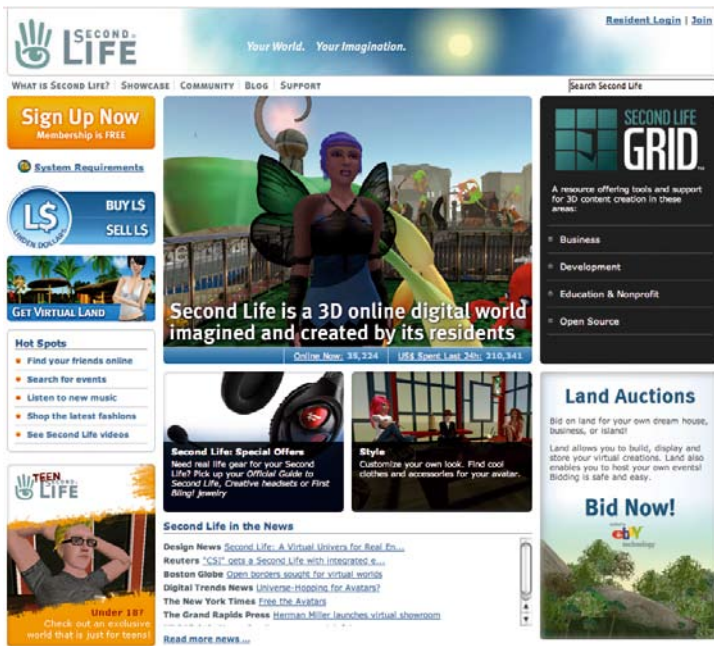 SECOND
LIFE
Your World. Your Imagination.
Resident Login | Join
WHAT IS SECOND LIFE? | SHOWCASE | COMMUNITY | BLOG | SUPPORT
Search Second Life
Sign Up Now
Membership is FREE
System Requirements
L$
LINDEN DOLLARS
BUY L$
SELL L$
GET VIRTUAL LAND
Hot Spots
Find your friends online
Search for events
Listen to new music
Shop the latest fashions
See Second Life videos
TEEN
SECOND
LIFE
Under 18?
Check out an exclusive
world that is just for teens!
Second Life is a 3D online digital world
imagined and created by its residents
Online Now: 35,324 | US$ Spent Last 24h: 210,341
Second Life: Special Offers
Need real life gear for your Second
Life? Pick up your Official Guide to
Second Life, Creative headsets or First
Bling! jewelry
Style
Customize your own look. Find cool
clothes and accessories for your avatar.
Second Life in the News
Design News Second Life: A Virtual Univers for Real En...
Reuters "CSI" gets a Second Life with integrated e...
Boston Globe Open borders sought for virtual worlds
Digital Trends News Universe-Hopping for Avatars?
The New York Times Free the Avatars
The Grand Rapids Press Herman Miller launches virtual showroom
Read more news ...
SECOND LIFE
GRID™
A resource offering tools and support
for 3D content creation in these
areas:
Business
Development
Education & Nonprofit
Open Source
Land Auctions
Bid on land for your own dream house,
business, or island!
Land allows you to build, display and
store your virtual creations. Land also
enables you to host your own events!
Bidding is safe and easy.
Bid Now!
ebY
technology